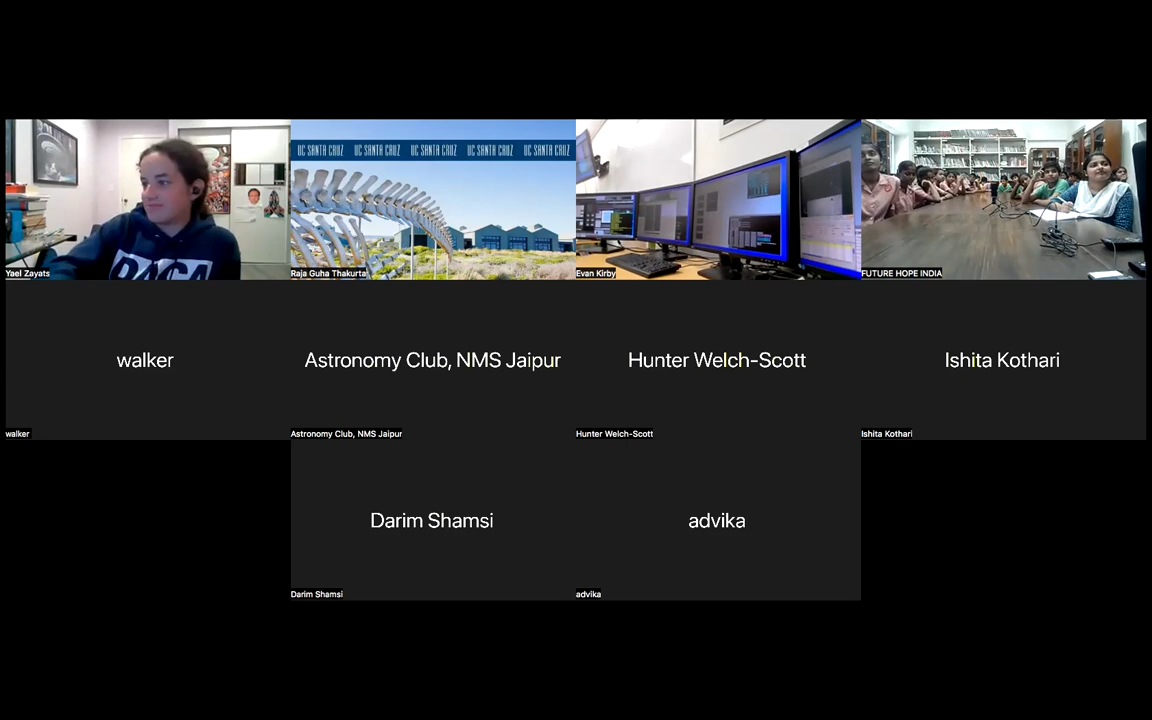 UC SANTA CRUZ UC SANTA CRUZ UC SANTA CRUZ UC SANTA CRUZ UC SANTA CRUZ
Yael Zayats
Raja Guha Thakurta
Evan Kirby
FUTURE HOPE INDIA
walker
Astronomy Club, NMS Jaipur
Hunter Welch-Scott
Ishita Kothari
walker
Astronomy Club, NMS Jaipur
Hunter Welch-Scott
Ishita Kothari
Darim Shamsi
advika
Darim Shamsi
advika